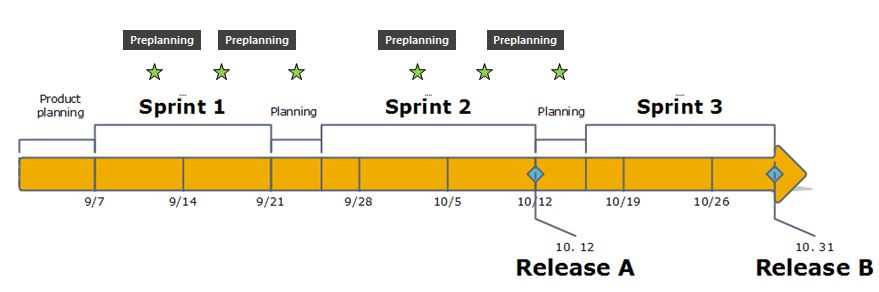 Preplanning Preplanning Preplanning Preplanning
Product
planning
Sprint 1
Planning
Sprint 2
Planning
Sprint 3
9/7 9/14 9/21 9/28 10/5 10/12 10/19 10/26
10. 12 10. 31
Release A Release B